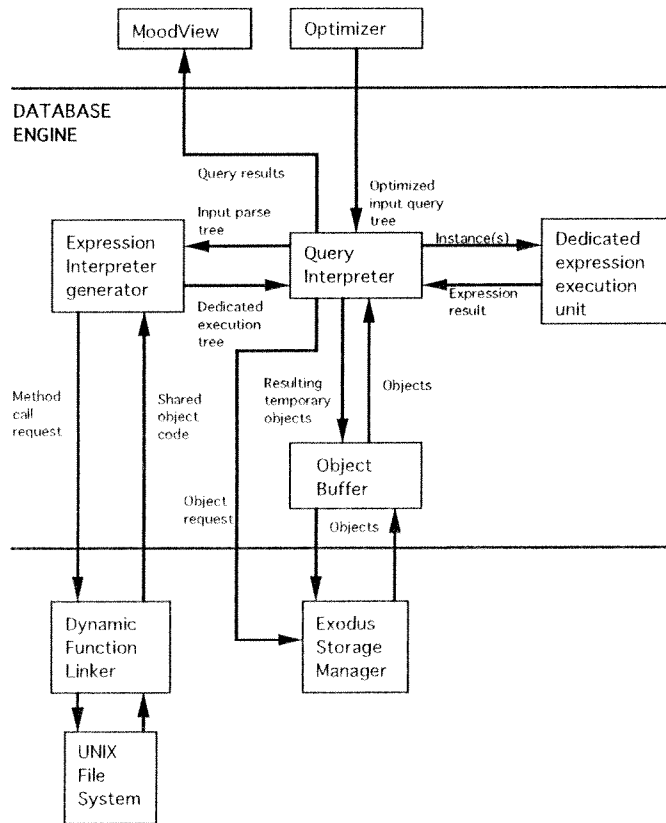 MoodView
Optimizer
DATABASE
ENGINE
Query results
Optimized
input query
tree
Input parse
tree
Expression
Interpreter
generator
Query
Interpreter
Instance(s)
Dedicated
expression
execution
unit
Expression
result
Dedicated
execution
tree
Method
call
request
Shared
object
code
Resulting
temporary
objects
Objects
Object
Buffer
Object
request
Objects
Dynamic
Function
Linker
Exodus
Storage
Manager
UNIX
File
System